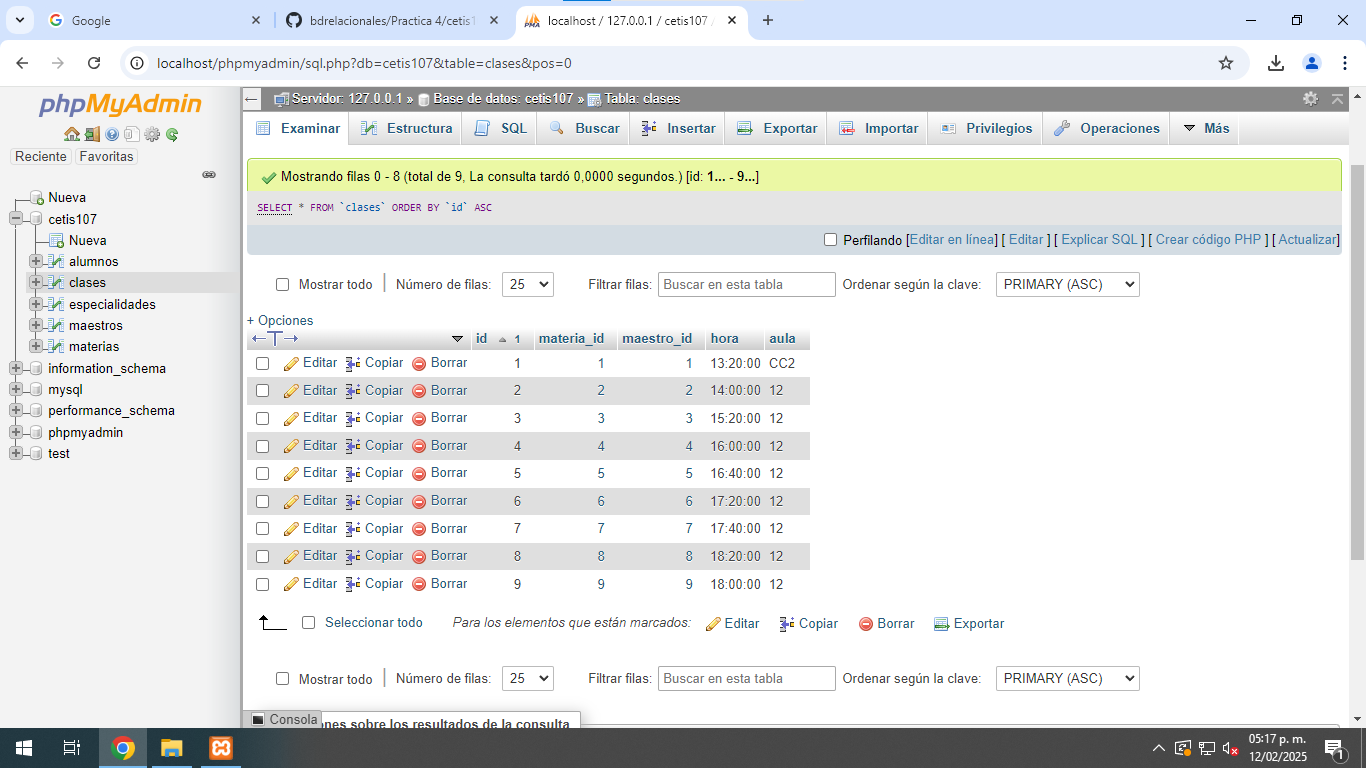 Google
bdrelacionales/Practica 4/cetis1
localhost / 127.0.0.1 / cetis107 /
localhost/phpmyadmin/sql.php?db=cetis107&table=clases&pos=0
phpMyAdmin
Reciente Favoritas
Nueva
cetis107
Nueva
alumnos
clases
especialidades
maestros
materias
information_schema
mysql
performance_schema
phpmyadmin
test
Servidor: 127.0.0.1 » Base de datos: cetis107 » Tabla: clases
Examinar Estructura SQL Buscar Insertar Exportar Importar Privilegios Operaciones Más
Mostrando filas 0 - 8 (total de 9, La consulta tardó 0,0000 segundos.) [id: 1... - 9...]
SELECT * FROM `clases` ORDER BY `id` ASC
Perfilando [Editar en línea] [ Editar ] [ Explicar SQL ] [ Crear código PHP ] [ Actualizar]
Mostrar todo Número de filas: 25 Filtrar filas: Buscar en esta tabla Ordenar según la clave: PRIMARY (ASC)
+ Opciones
id 1 materia_id maestro_id hora aula
Editar Copiar Borrar 1 1 1 13:20:00 CC2
Editar Copiar Borrar 2 2 2 14:00:00 12
Editar Copiar Borrar 3 3 3 15:20:00 12
Editar Copiar Borrar 4 4 4 16:00:00 12
Editar Copiar Borrar 5 5 5 16:40:00 12
Editar Copiar Borrar 6 6 6 17:20:00 12
Editar Copiar Borrar 7 7 7 17:40:00 12
Editar Copiar Borrar 8 8 8 18:20:00 12
Editar Copiar Borrar 9 9 9 18:00:00 12
Seleccionar todo Para los elementos que están marcados: Editar Copiar Borrar Exportar
Mostrar todo Número de filas: 25 Filtrar filas: Buscar en esta tabla Ordenar según la clave: PRIMARY (ASC)
Consola
ones sobre los resultados de la consulta
05:17 p. m.
12/02/2025
1